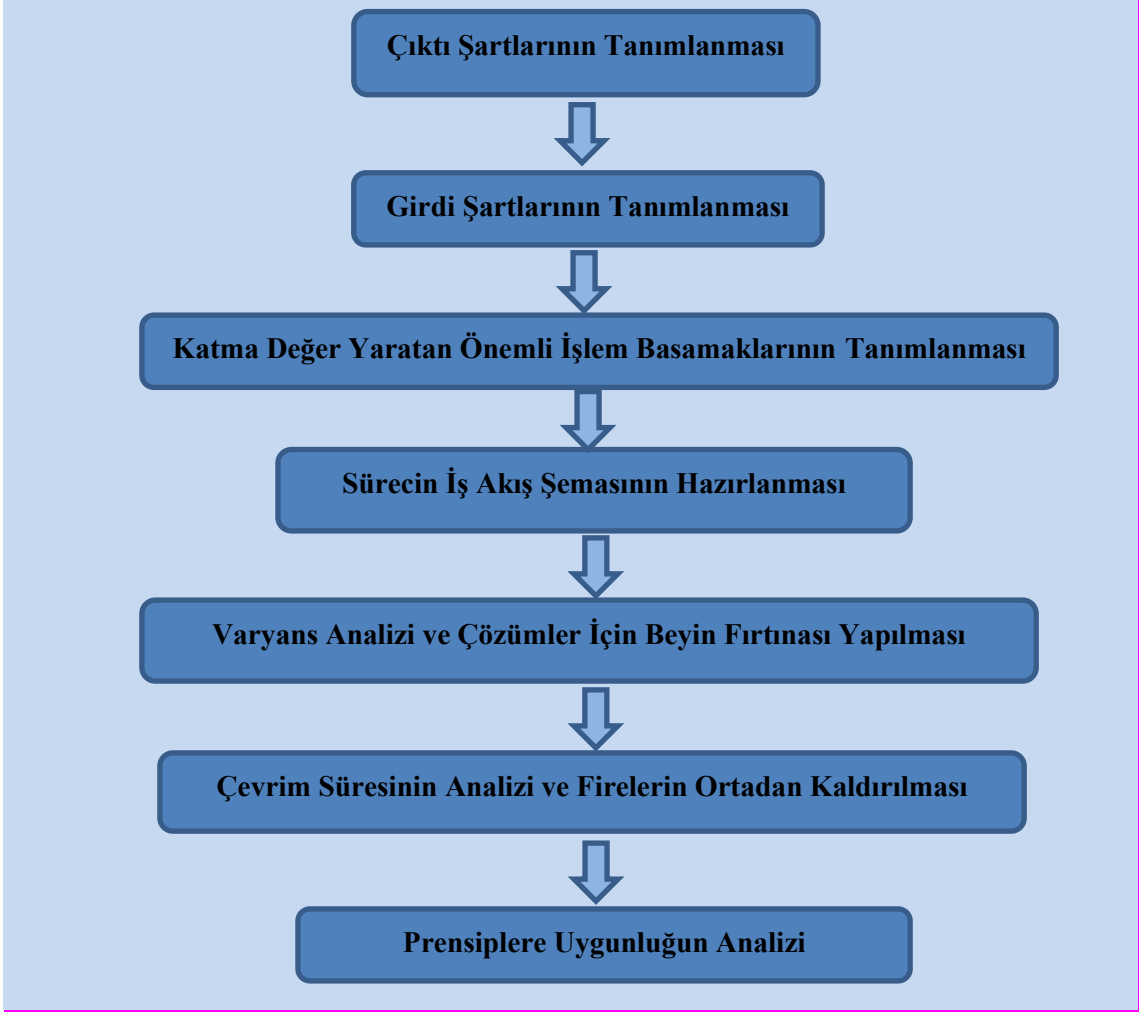 Çıktı Şartlarının Tanımlanması
Girdi Şartlarının Tanımlanması
Katma Değer Yaratan Önemli İşlem Basamaklarının Tanımlanması
Sürecin İş Akış Şemasının Hazırlanması
Varyans Analizi ve Çözümler İçin Beyin Fırtınası Yapılması
Çevrim Süresinin Analizi ve Firelerin Ortadan Kaldırılması
Prensiplere Uygunluğun Analizi